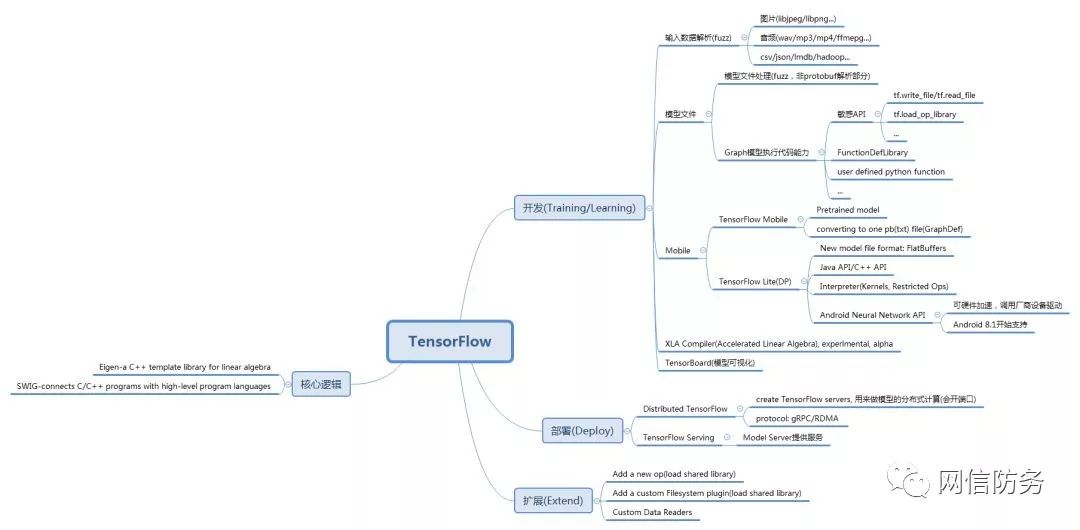 TensorFlow
开发(Training/Learning)
输入数据解析(fuzz)
图片(libjpeg/libpng...)
音频(wav/mp3/mp4/ffmepg...)
csv/json/lmdb/hadoop...
模型文件
模型文件处理(fuzz，非protobuf解析部分)
Graph模型执行代码能力
敏感API
tf.write_file/tf.read_file
tf.load_op_library
...
FunctionDefLibrary
user defined python function
...
Mobile
TensorFlow Mobile
Pretrained model
converting to one pb(txt) file(GraphDef)
TensorFlow Lite(DP)
New model file format: FlatBuffers
Java API/C++ API
Interpreter(Kernels, Restricted Ops)
Android Neural Network API
可硬件加速，调用厂商设备驱动
Android 8.1开始支持
XLA Compiler(Accelerated Linear Algebra), experimental, alpha
TensorBoard(模型可视化)
核心逻辑
Eigen-a C++ template library for linear algebra
SWIG-connects C/C++ programs with high-level program languages
部署(Deploy)
Distributed TensorFlow
create TensorFlow servers, 用来做模型的分布式计算(会开端口)
protocol: gRPC/RDMA
TensorFlow Serving
Model Server提供服务
扩展(Extend)
Add a new op(load shared library)
Add a custom Filesystem plugin(load shared library)
Custom Data Readers
网信防务